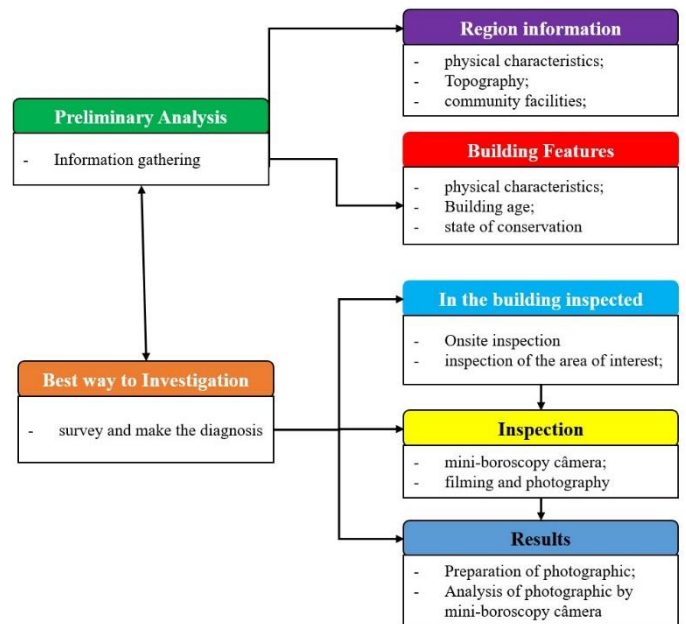 Preliminary Analysis
- Information gathering
Region information
- physical characteristics;
- Topography;
- community facilities;
Building Features
- physical characteristics;
- Building age;
- state of conservation
Best way to Investigation
- survey and make the diagnosis
In the building inspected
- Onsite inspection
- inspection of the area of interest;
Inspection
- mini-boroscopy câmera;
- filming and photography
Results
- Preparation of photographic;
- Analysis of photographic by
mini-boroscopy câmera